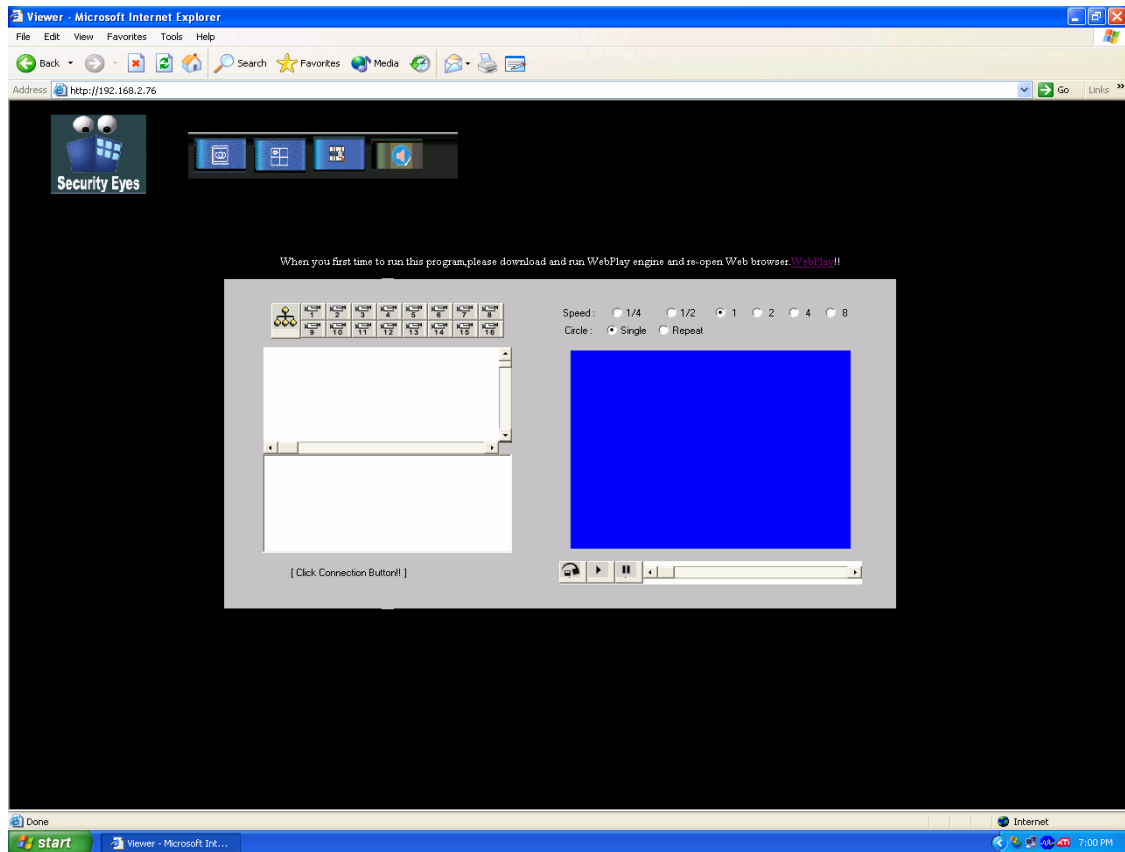 Viewer - Microsoft Internet Explorer
File Edit View Favorites Tools Help
Back Search Favorites Media
Address http://192.168.2.76 Go Links »
Security Eyes
When you first time to run this program,please download and run WebPlay engine and re-open Web browser.WebPlay!!
1 2 3 4 5 6 7 8
9 10 11 12 13 14 15 16
Speed : 1/4 1/2 1 2 4 8
Circle : Single Repeat
[ Click Connection Button!! ]
Done Internet
start Viewer - Microsoft Int... ATI 7:00 PM